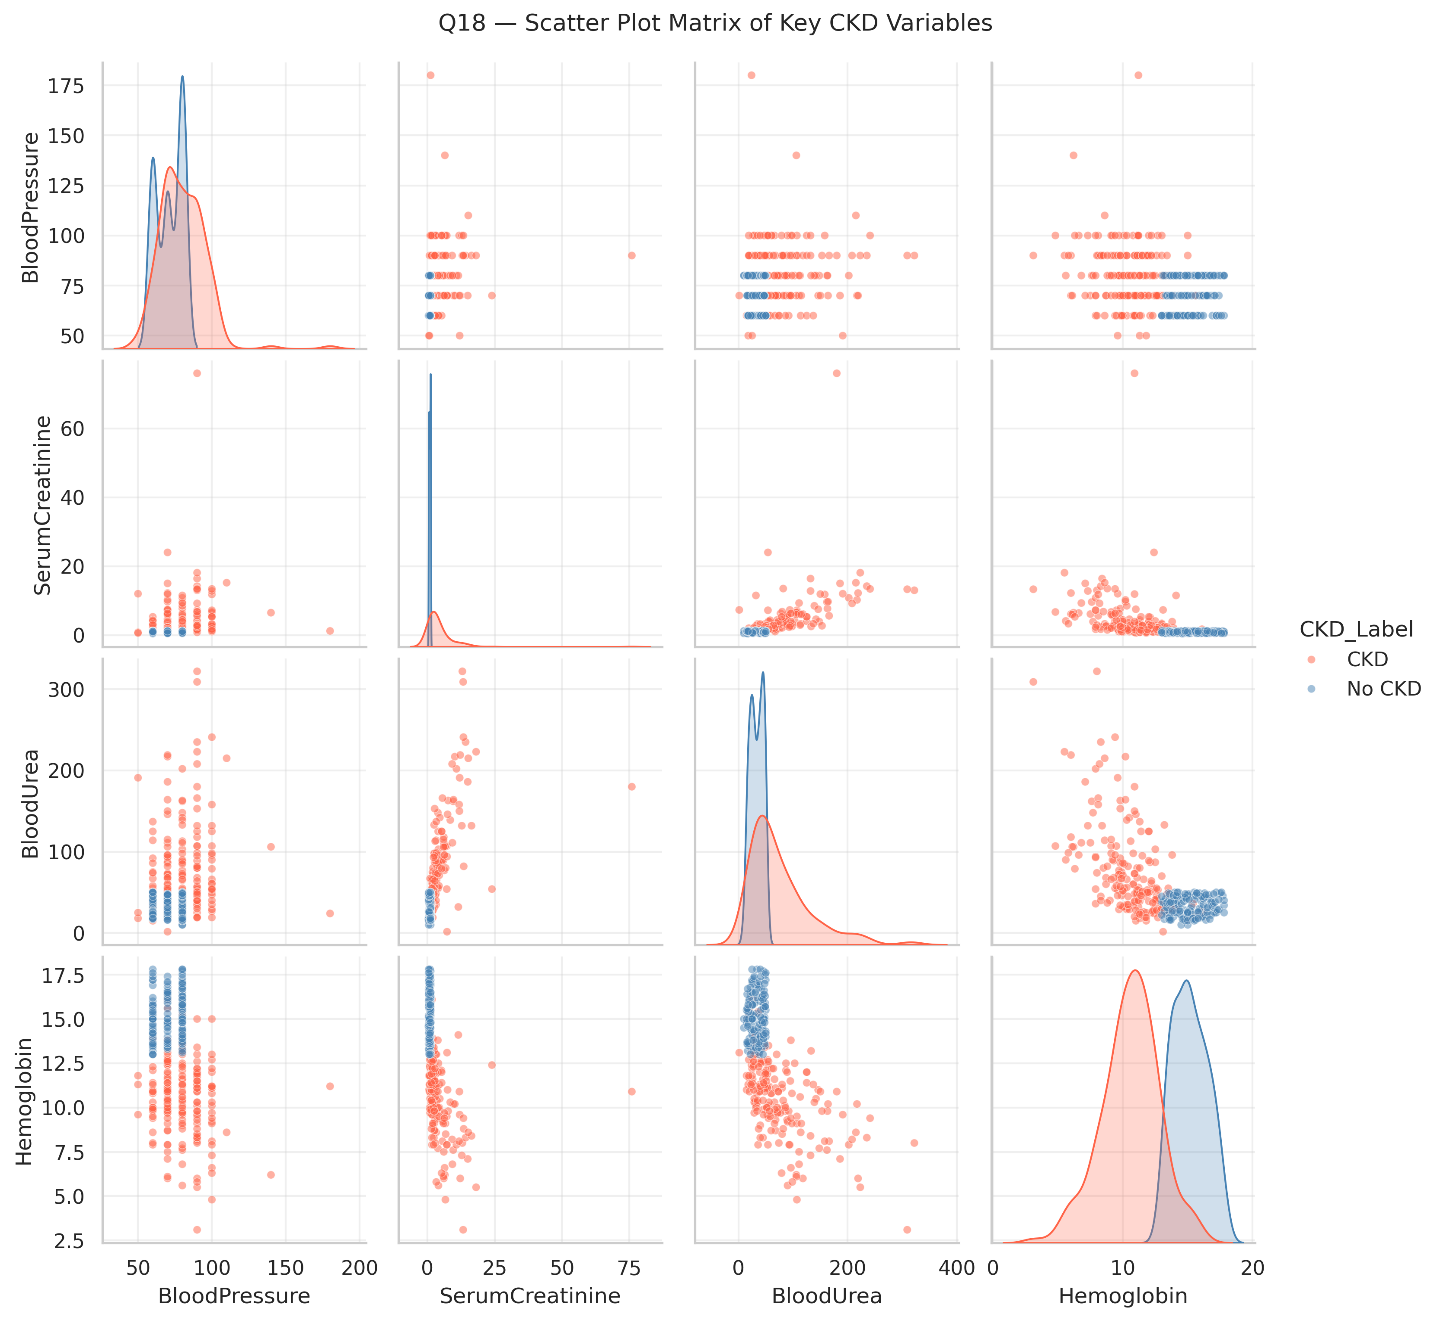 Q18 — Scatter Plot Matrix of Key CKD Variables
175
150
125
100
75
50
BloodPressure
60
40
20
0
SerumCreatinine
300
200
100
0
BloodUrea
17.5
15.0
12.5
10.0
7.5
5.0
2.5
Hemoglobin
50 100 150 200
BloodPressure
0 25 50 75
SerumCreatinine
0 200 400
BloodUrea
0 10 20
Hemoglobin
CKD_Label
CKD
No CKD